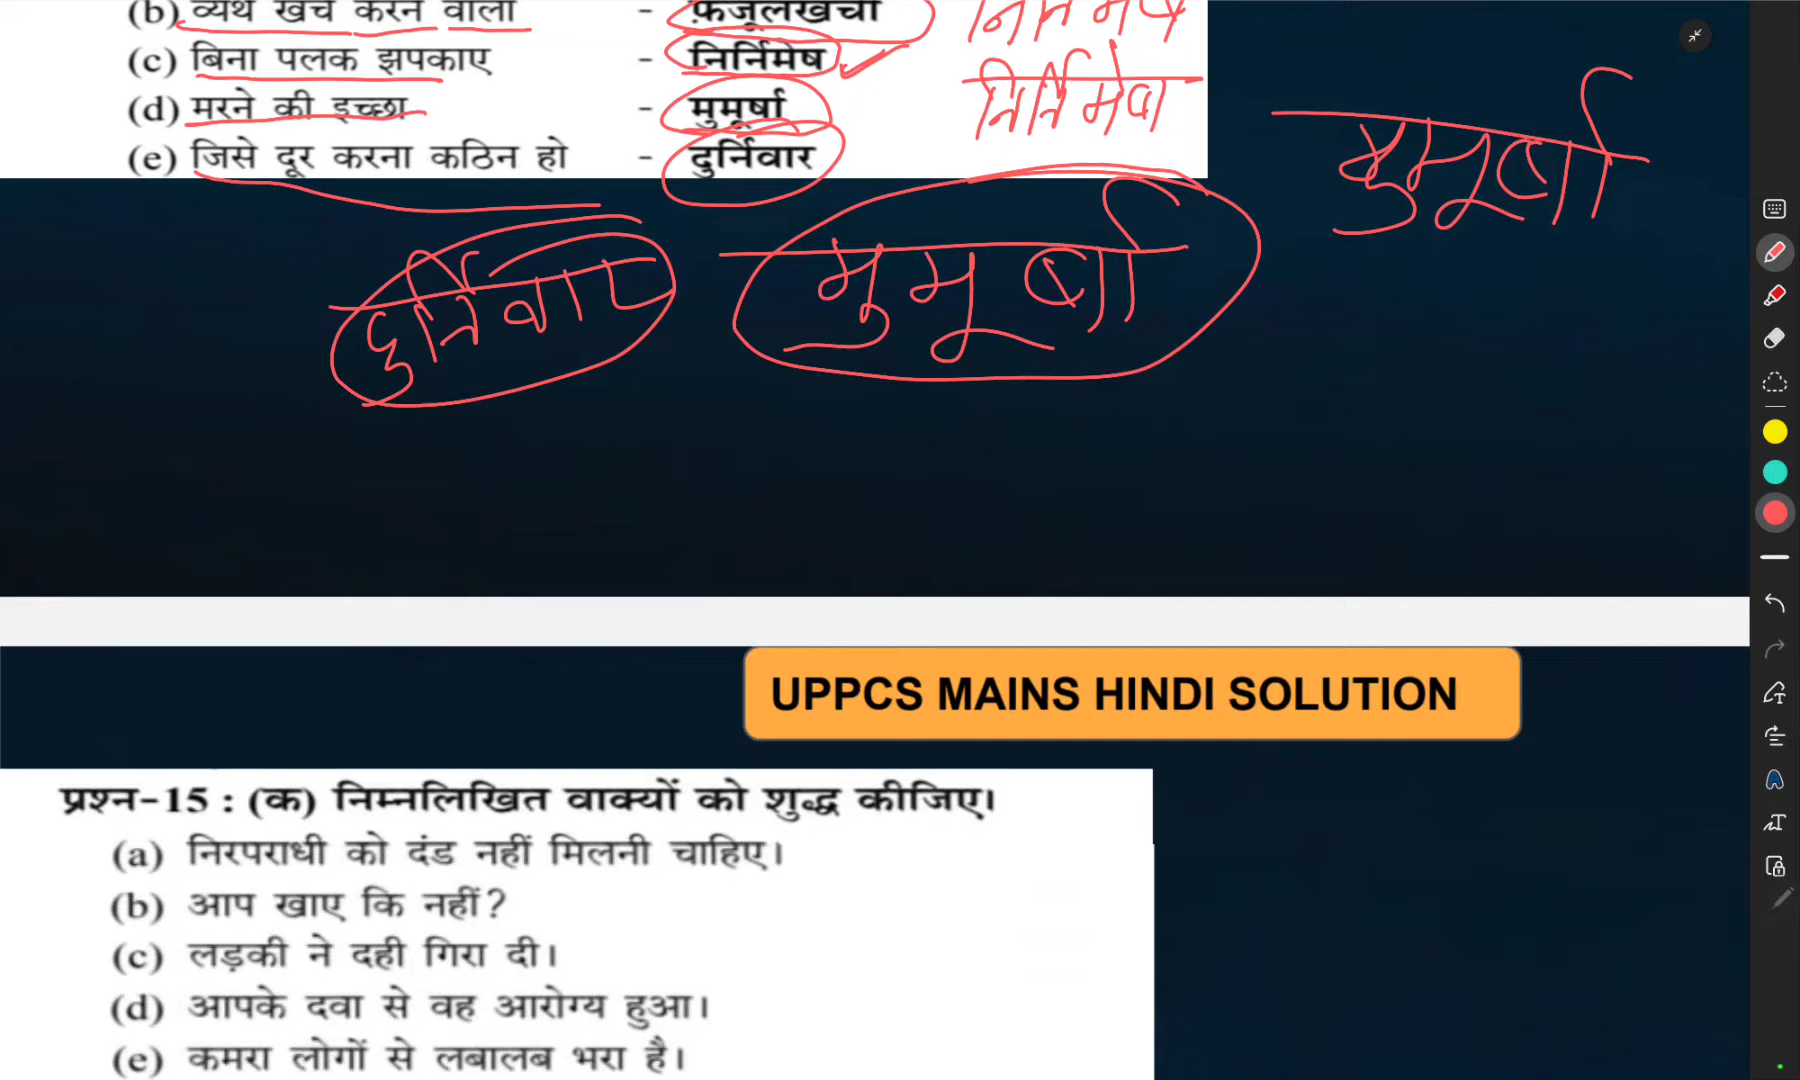 (b) व्यर्थ खर्च करने वाला - फ़जूलखर्ची
(c) बिना पलक झपकाए - निर्निमेष
निर्निमेष
(d) मरने की इच्छा - मुमूर्षा
मुमूर्षा
(e) जिसे दूर करना कठिन हो - दुर्निवार
दुर्निवार मुमूर्षा
UPPCS MAINS HINDI SOLUTION
प्रश्न-15 : (क) निम्नलिखित वाक्यों को शुद्ध कीजिए।
(a) निरपराधी को दंड नहीं मिलनी चाहिए।
(b) आप खाए कि नहीं?
(c) लड़की ने दही गिरा दी।
(d) आपके दवा से वह आरोग्य हुआ।
(e) कमरा लोगों से लबालब भरा है।